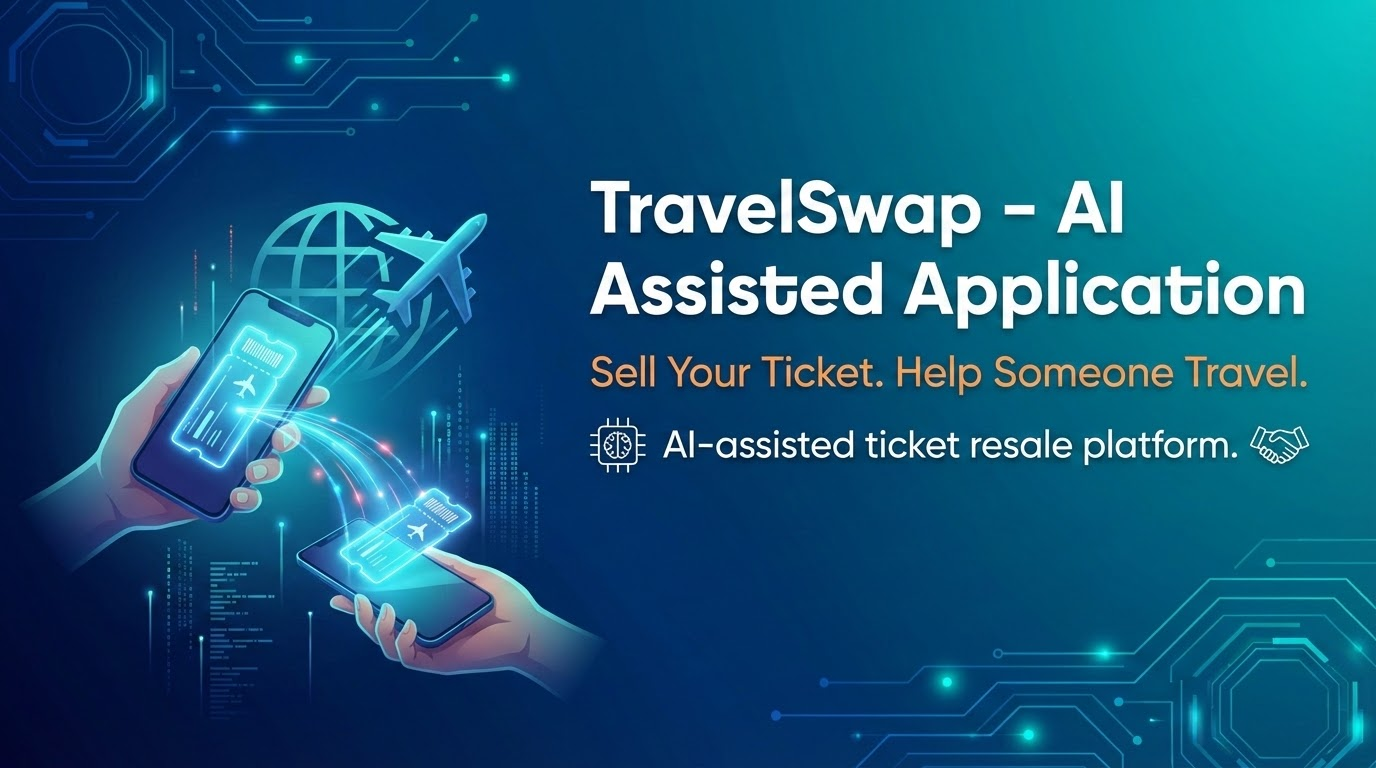 TravelSwap - AI
Assisted Application
Sell Your Ticket. Help Someone Travel.
AI-assisted ticket resale platform.